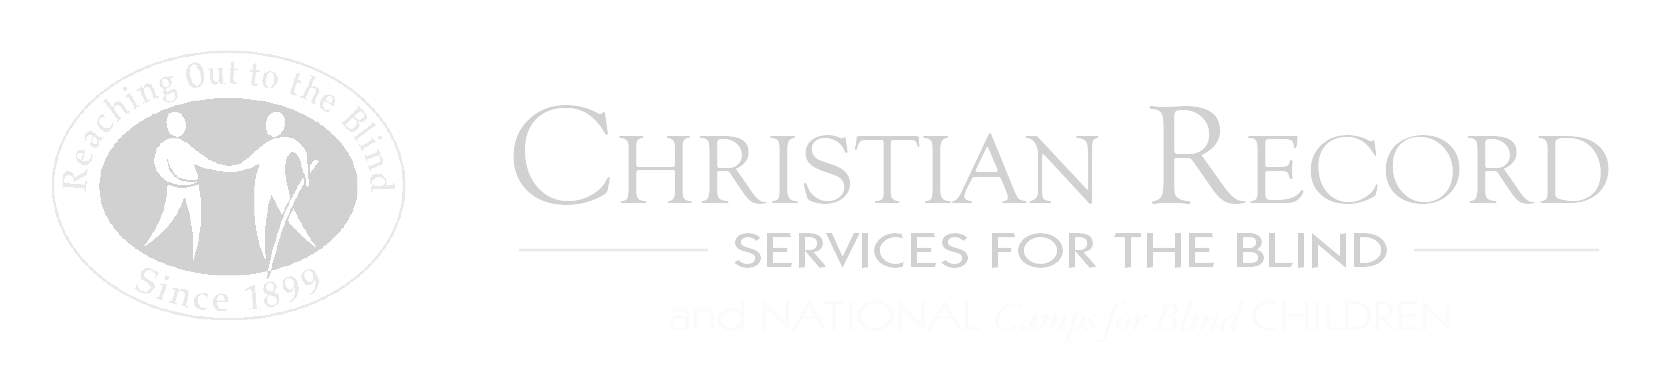 Reaching Out to the Blind
Since 1899
CHRISTIAN RECORD
SERVICES FOR THE BLIND
and NATIONAL Camps for Blind CHILDREN